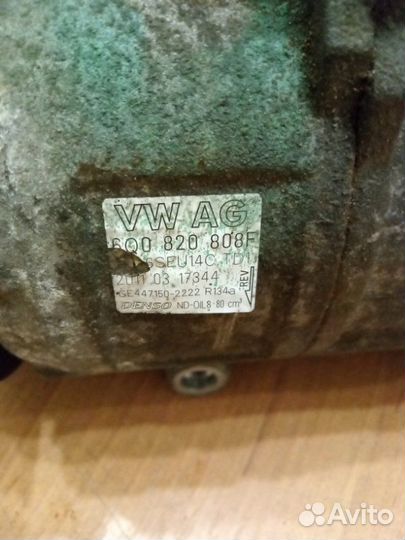 VW AG
6Q0 820 808F
6SEU14C TD1
2011 03 17344
GE447150-2222 R134a
DENSO ND-OIL8-80 cm³
REV
Avito